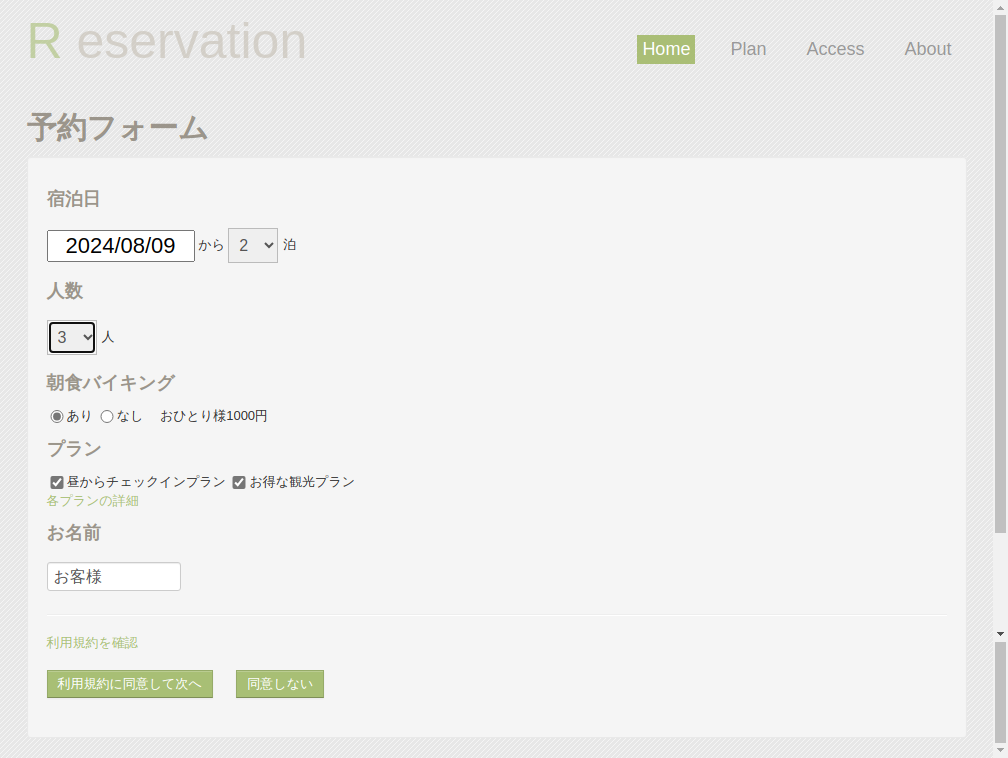 R eservation
Home Plan Access About
予約フォーム
宿泊日
2024/08/09 から 2 泊
人数
3 人
朝食バイキング
あり なし おひとり様1000円
プラン
昼からチェックインプラン お得な観光プラン
各プランの詳細
お名前
お客様
利用規約を確認
利用規約に同意して次へ 同意しない